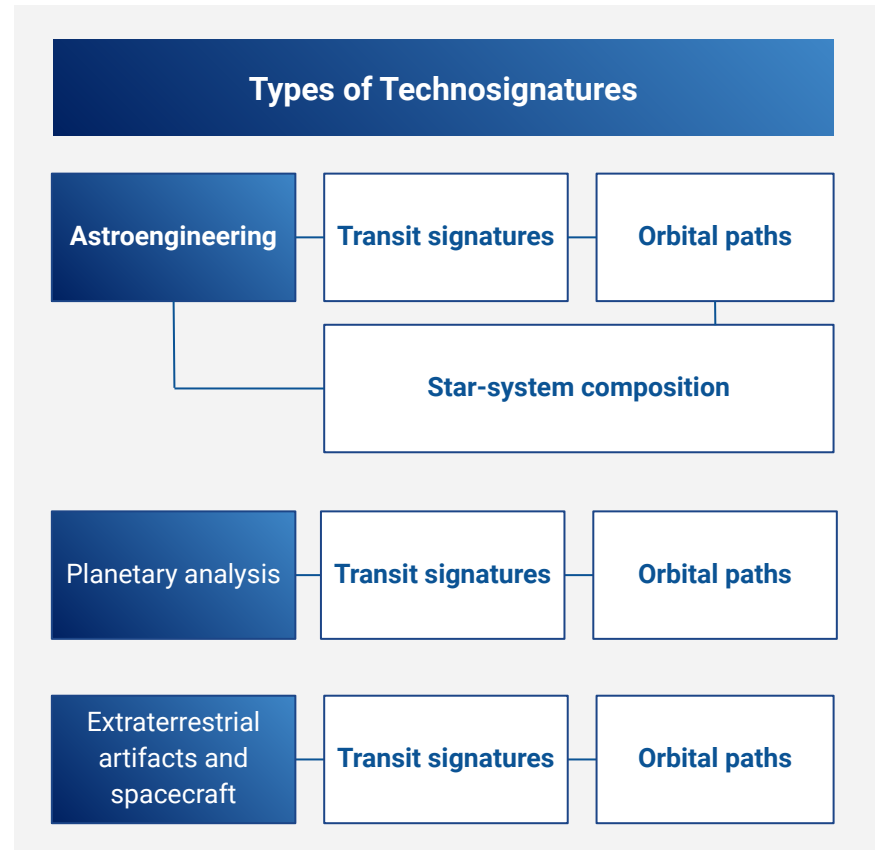 Types of Technosignatures
Astroengineering
Transit signatures
Orbital paths
Star-system composition
Planetary analysis
Transit signatures
Orbital paths
Extraterrestrial
artifacts and
spacecraft
Transit signatures
Orbital paths